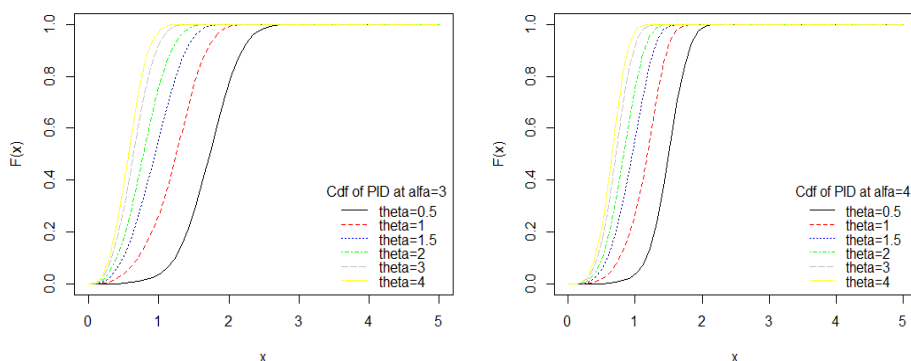 1.0
0.8
0.6
0.4
0.2
0.0
F(x)
Cdf of PID at alfa=3
theta=0.5
theta=1
theta=1.5
theta=2
theta=3
theta=4
0 1 2 3 4 5
x
1.0
0.8
0.6
0.4
0.2
0.0
F(x)
Cdf of PID at alfa=4
theta=0.5
theta=1
theta=1.5
theta=2
theta=3
theta=4
0 1 2 3 4 5
x